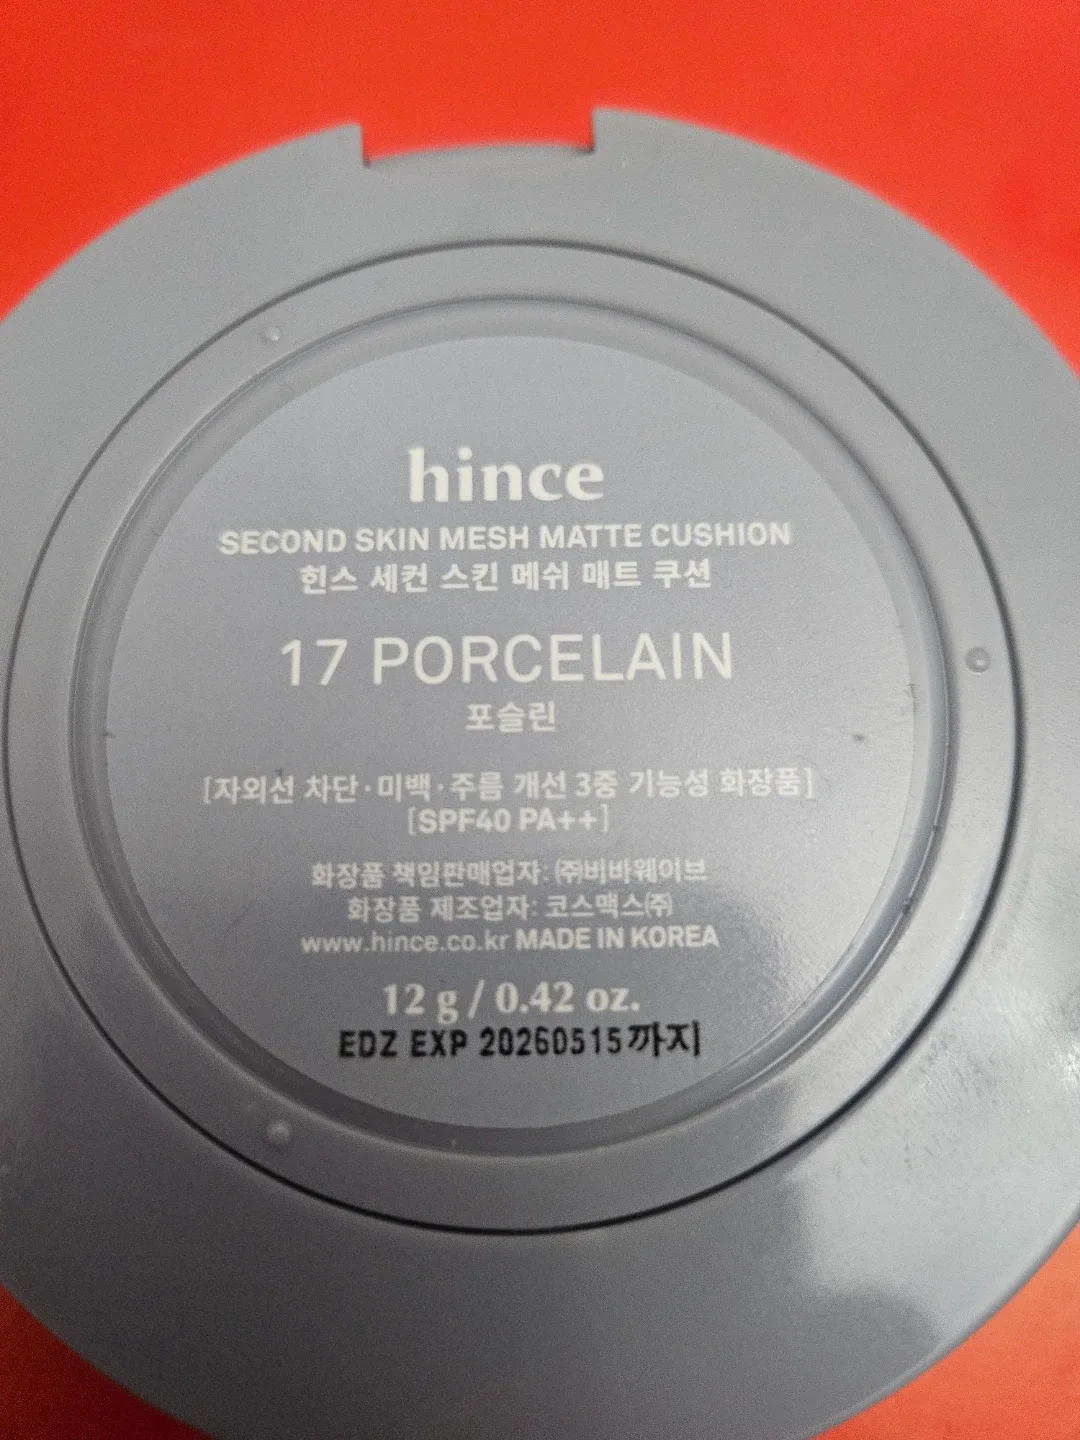 hince
SECOND SKIN MESH MATTE CUSHION
힌스 세컨 스킨 메쉬 매트 쿠션
17 PORCELAIN
포슬린
[자외선 차단·미백·주름 개선 3중 기능성 화장품]
[SPF40 PA++]
화장품 책임판매업자: ㈜비바웨이브
화장품 제조업자: 코스맥스㈜
www.hince.co.kr MADE IN KOREA
12 g / 0.42 oz.
EDZ EXP 20260515까지